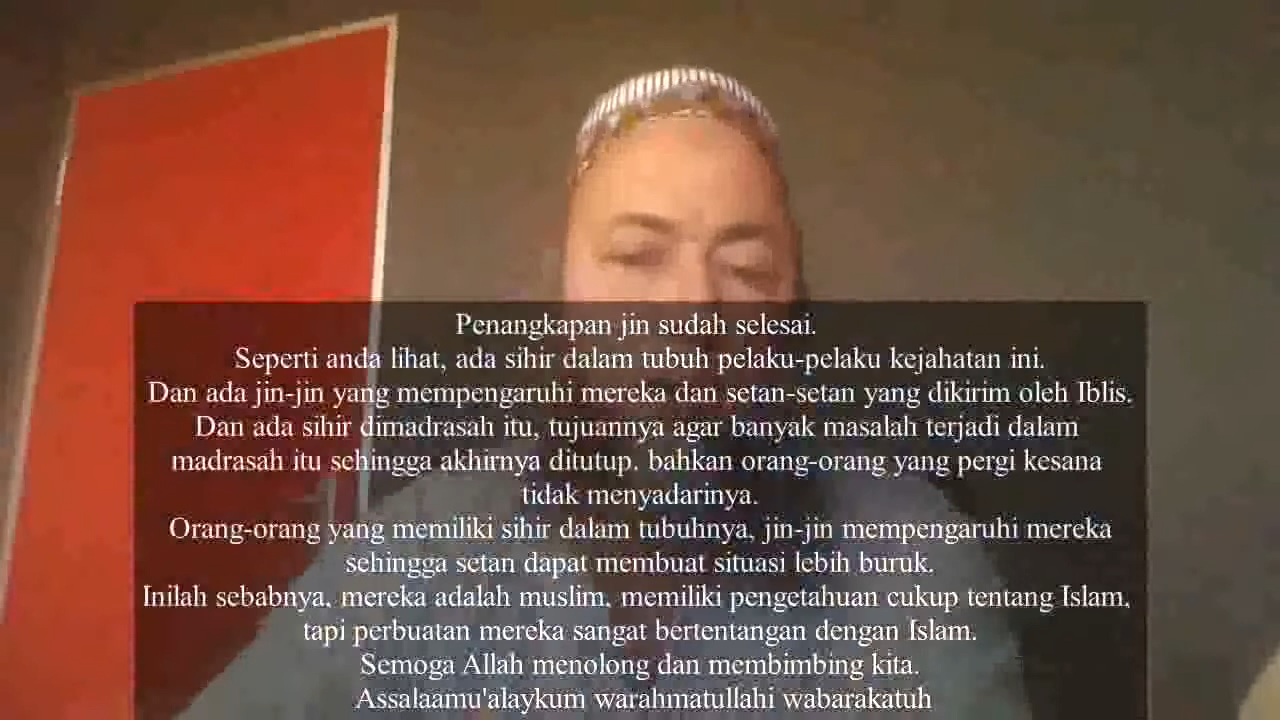 Penangkapan jin sudah selesai.
Seperti anda lihat, ada sihir dalam tubuh pelaku-pelaku kejahatan ini.
Dan ada jin-jin yang mempengaruhi mereka dan setan-setan yang dikirim oleh Iblis.
Dan ada sihir dimadrasah itu, tujuannya agar banyak masalah terjadi dalam
madrasah itu sehingga akhirnya ditutup. bahkan orang-orang yang pergi kesana
tidak menyadarinya.
Orang-orang yang memiliki sihir dalam tubuhnya, jin-jin mempengaruhi mereka
sehingga setan dapat membuat situasi lebih buruk.
Inilah sebabnya, mereka adalah muslim, memiliki pengetahuan cukup tentang Islam,
tapi perbuatan mereka sangat bertentangan dengan Islam.
Semoga Allah menolong dan membimbing kita.
Assalaamu'alaykum warahmatullahi wabarakatuh